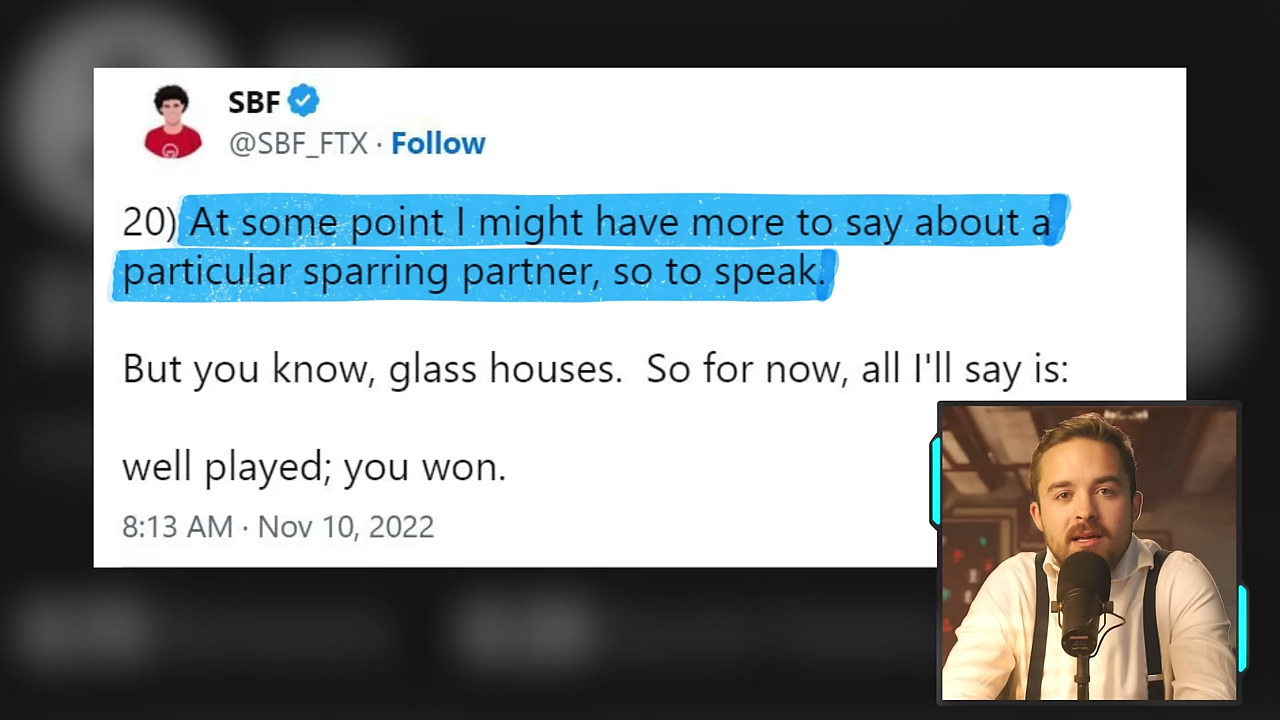 SBF
@SBF_FTX · Follow
20) At some point I might have more to say about a
particular sparring partner, so to speak.
But you know, glass houses.  So for now, all I'll say is:
well played; you won.
8:13 AM · Nov 10, 2022